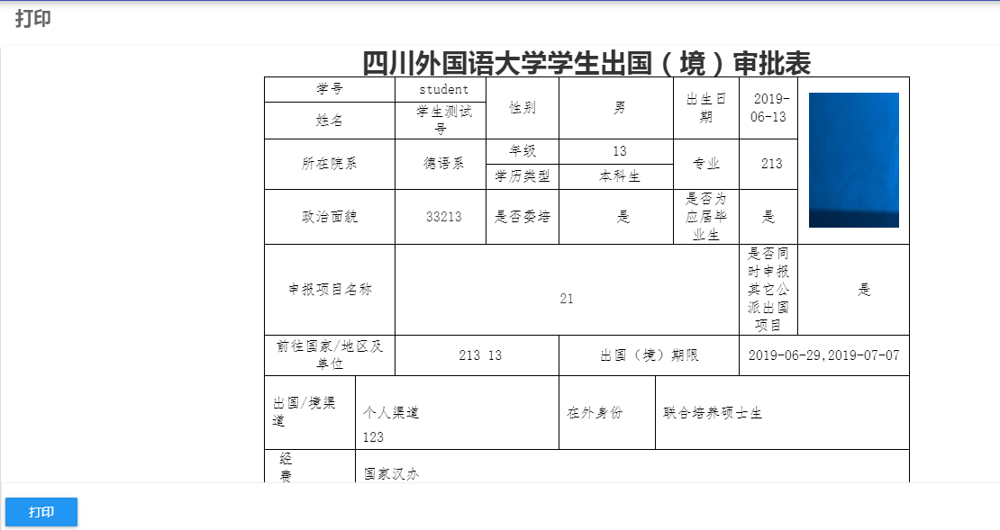 打印
四川外国语大学学生出国（境）审批表
学号
student
性别
男
出生日
期
2019-
06-13
姓名
学生测试
号
所在院系
德语系
年级
13
专业
213
学历类型
本科生
政治面貌
33213
是否委培
是
是否为
应届毕
业生
是
申报项目名称
21
是否同
时申报
其它公
派出国
项目
是
前往国家/地区及
单位
213 13
出国（境）期限
2019-06-29,2019-07-07
出国/境渠
道
个人渠道
123
在外身份
联合培养硕士生
经
费
国家汉办
打印